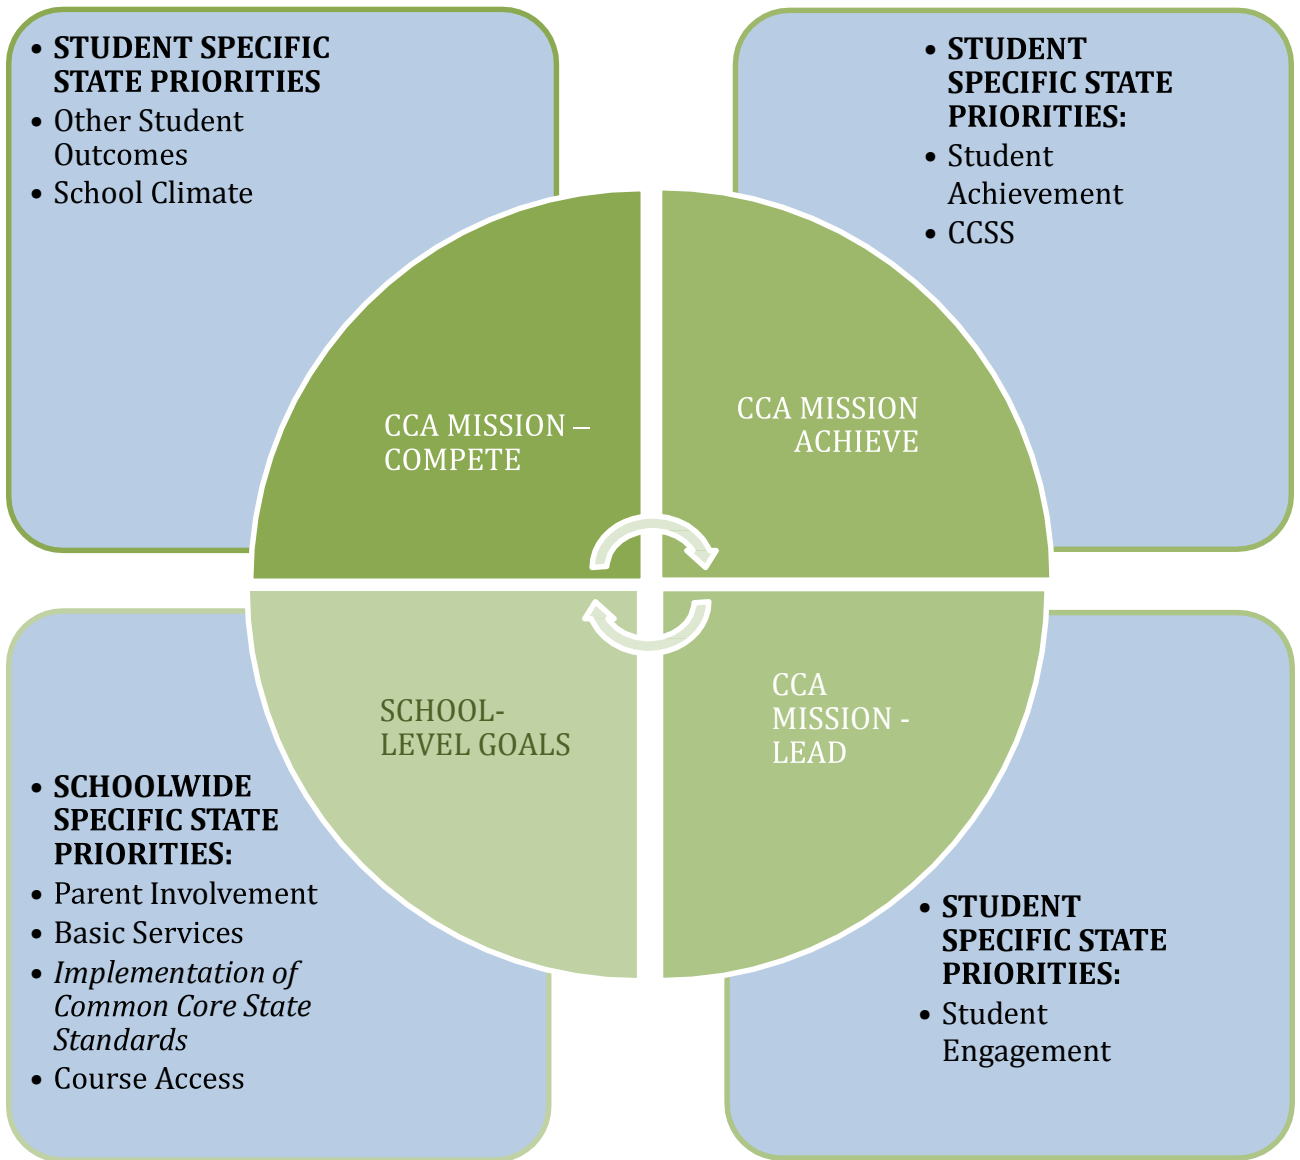 • STUDENT SPECIFIC
STATE PRIORITIES
• Other Student
Outcomes
• School Climate
• STUDENT
SPECIFIC STATE
PRIORITIES:
• Student
Achievement
• CCSS
CCA MISSION –
COMPETE
CCA MISSION
ACHIEVE
SCHOOL-
LEVEL GOALS
CCA
MISSION -
LEAD
• SCHOOLWIDE
SPECIFIC STATE
PRIORITIES:
• Parent Involvement
• Basic Services
• Implementation of
Common Core State
Standards
• Course Access
• STUDENT
SPECIFIC STATE
PRIORITIES:
• Student
Engagement